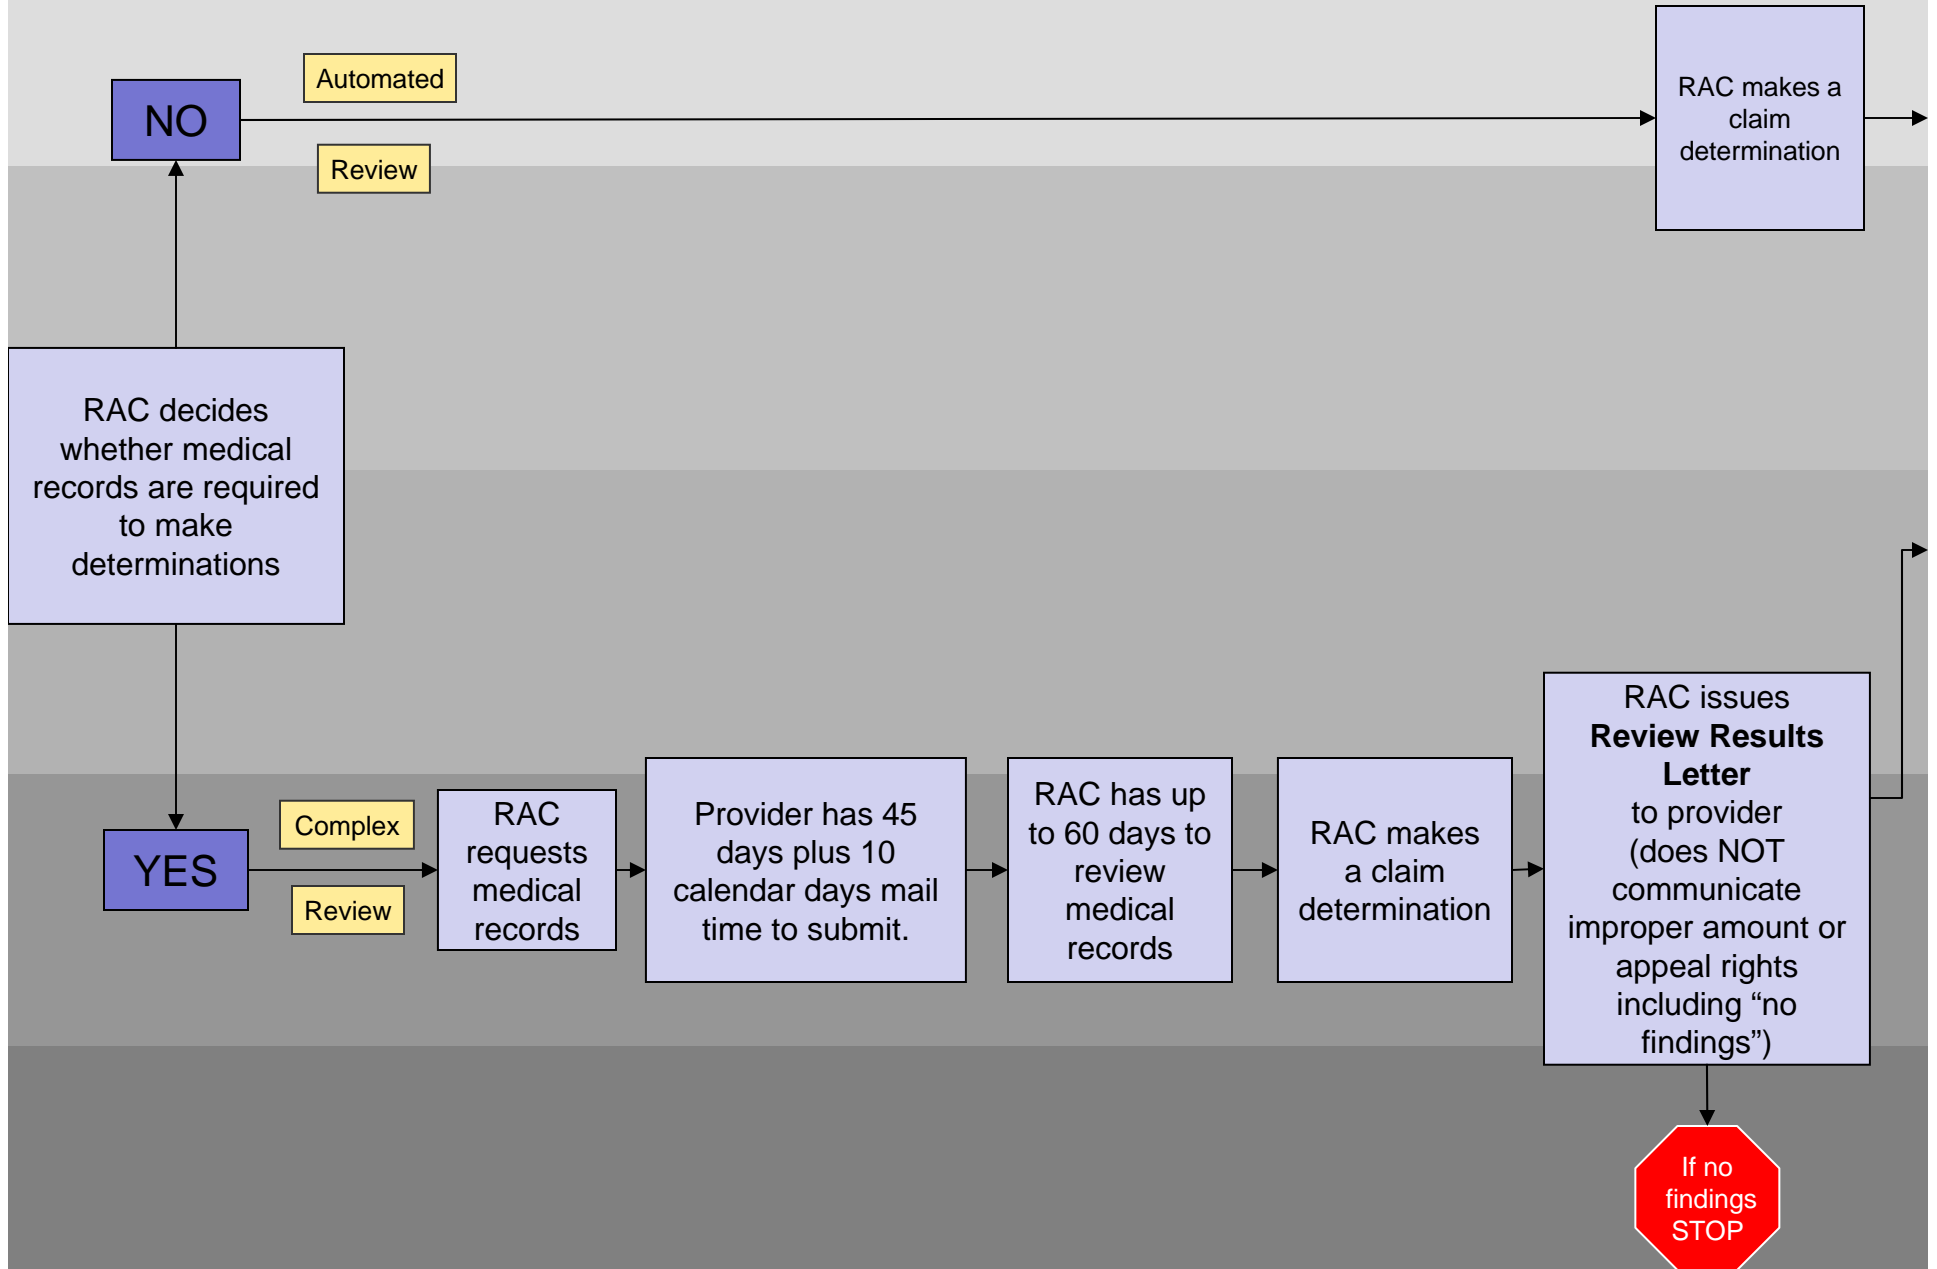 Automated
NO
Review
RAC makes a
claim
determination
RAC decides
whether medical
records are required
to make
determinations
YES
Complex
Review
RAC
requests
medical
records
Provider has 45
days plus 10
calendar days mail
time to submit.
RAC has up
to 60 days to
review
medical
records
RAC makes
a claim
determination
RAC issues
Review Results
Letter
to provider
(does NOT
communicate
improper amount or
appeal rights
including “no
findings”)
If no
findings
STOP